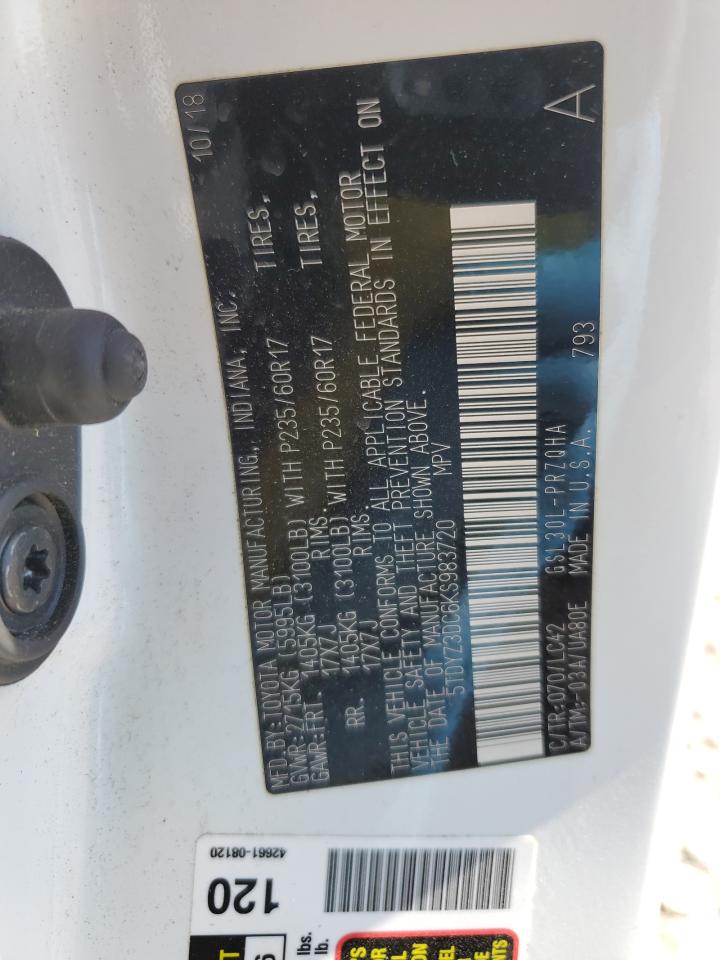 MFD.BY:TOYOTA MOTOR MANUFACTURING, INDIANA, INC. 10/18
GVWR:2715KG (5995LB)
GAWR:FRT. 1405KG (3100LB) WITH P235/60R17 TIRES,
17X7J RIMS.
RR. 1405KG (3100LB) WITH P235/60R17 TIRES,
17X7J RIMS.
THIS VEHICLE CONFORMS TO ALL APPLICABLE FEDERAL MOTOR
VEHICLE SAFETY AND THEFT PREVENTION STANDARDS IN EFFECT ON
THE DATE OF MANUFACTURE SHOWN ABOVE.
5TDYZ3DC6KS983720 MPV
C/TR:070/LC42 GSL30L-PRZQHA
A/TM:-03A/UA80E MADE IN U.S.A. 793 A
42661-08120
120
lbs.
lb.